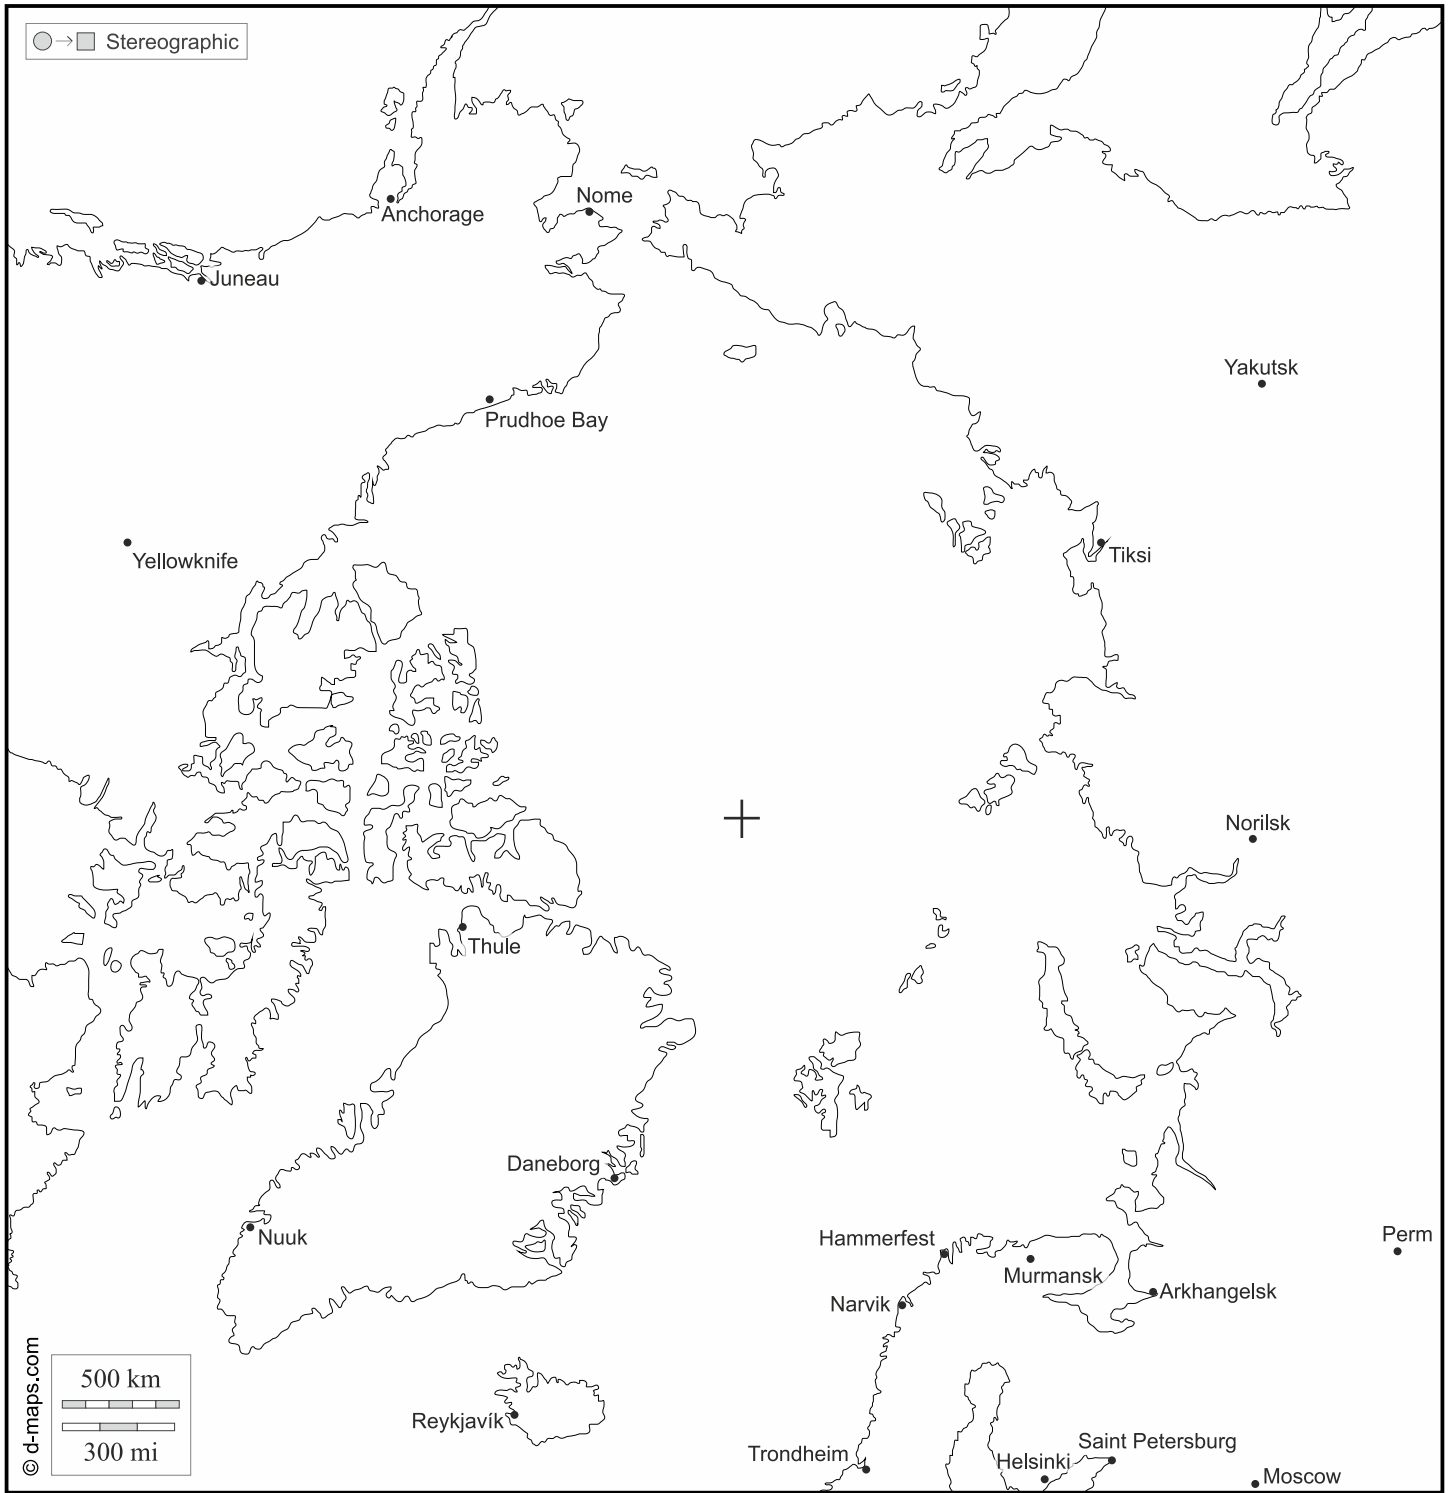 Stereographic
Nome
Anchorage
Juneau
Yakutsk
Prudhoe Bay
Yellowknife
Tiksi
Norilsk
Thule
Daneborg
Nuuk
Hammerfest
Perm
Murmansk
Narvik
Arkhangelsk
© d-maps.com
500 km
300 mi
Reykjavík
Trondheim
Helsinki
Saint Petersburg
Moscow